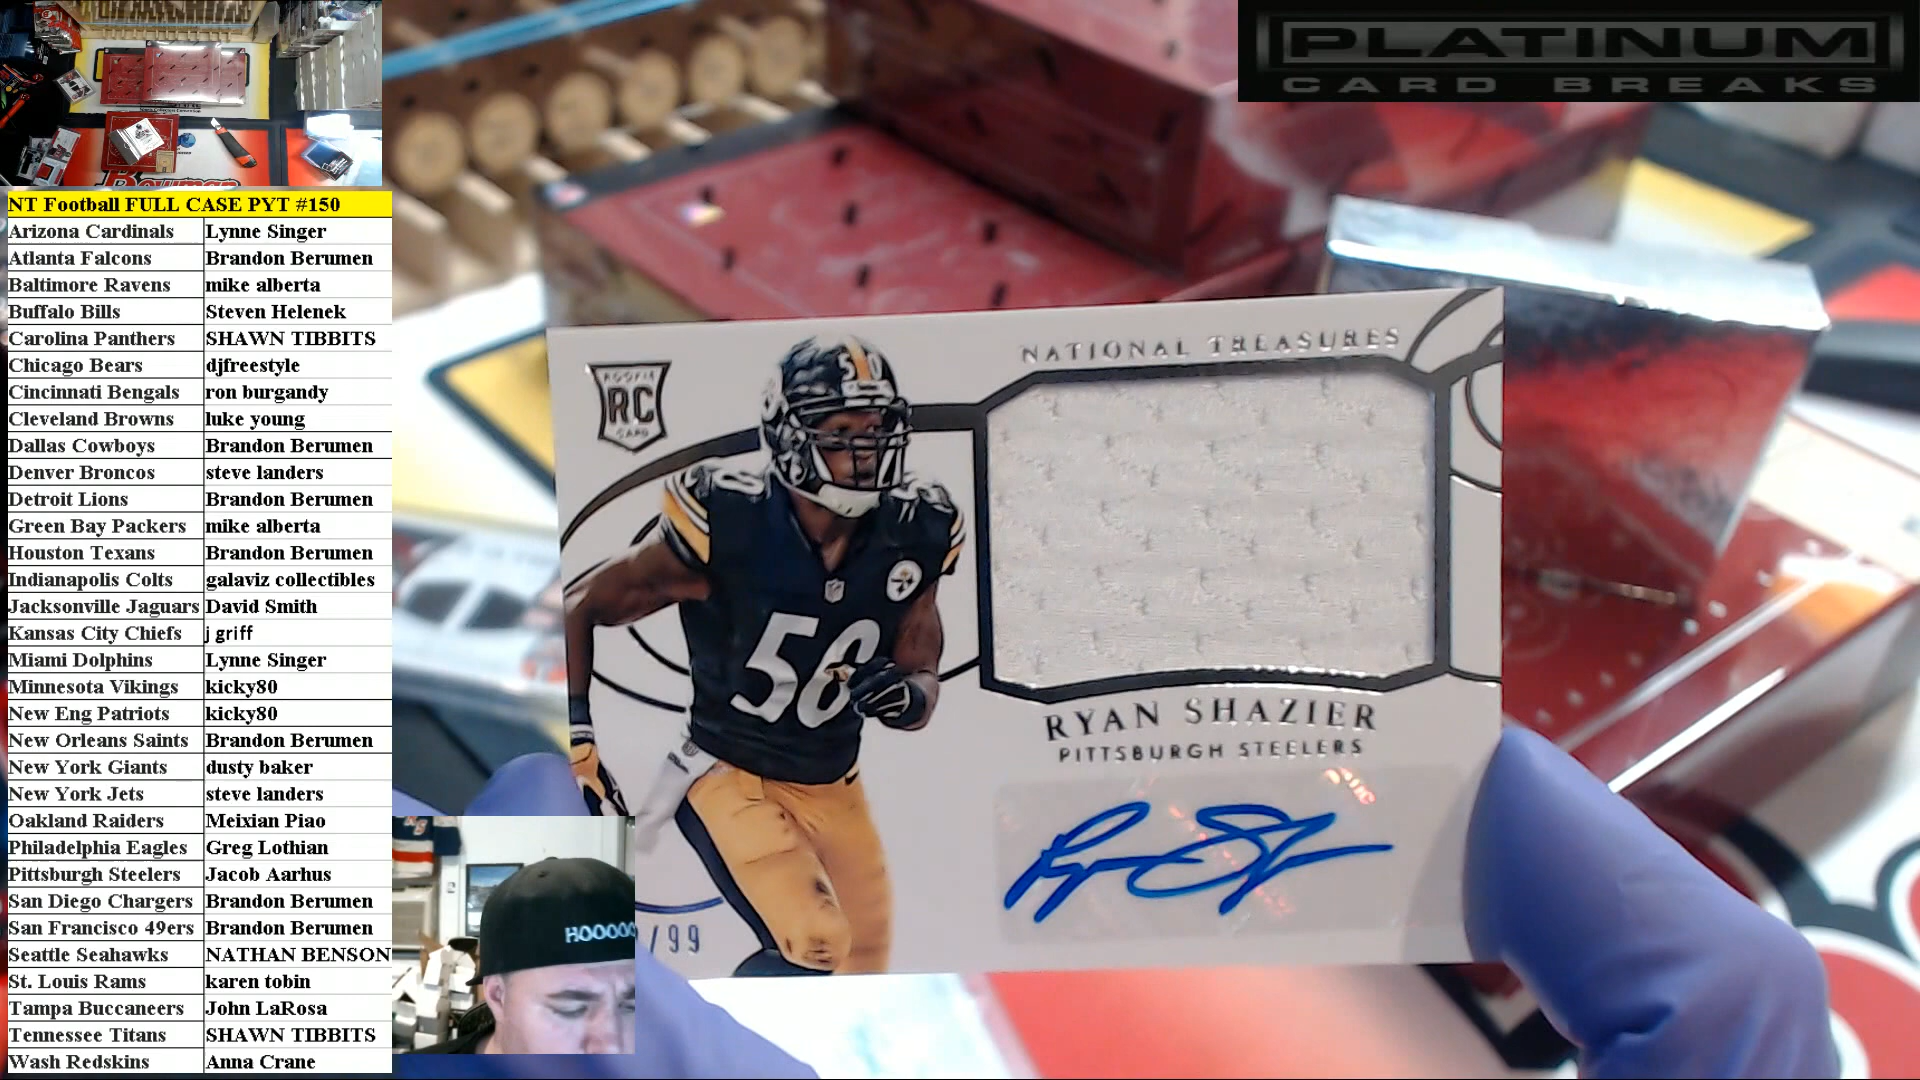 PLATINUM
CARD BREAKS
Bowman
NT Football FULL CASE PYT #150
Arizona Cardinals Lynne Singer
Atlanta Falcons Brandon Berumen
Baltimore Ravens mike alberta
Buffalo Bills Steven Helenek
Carolina Panthers SHAWN TIBBITS
Chicago Bears djfreestyle
Cincinnati Bengals ron burgandy
Cleveland Browns luke young
Dallas Cowboys Brandon Berumen
Denver Broncos steve landers
Detroit Lions Brandon Berumen
Green Bay Packers mike alberta
Houston Texans Brandon Berumen
Indianapolis Colts galaviz collectibles
Jacksonville Jaguars David Smith
Kansas City Chiefs j griff
Miami Dolphins Lynne Singer
Minnesota Vikings kicky80
New Eng Patriots kicky80
New Orleans Saints Brandon Berumen
New York Giants dusty baker
New York Jets steve landers
Oakland Raiders Meixian Piao
Philadelphia Eagles Greg Lothian
Pittsburgh Steelers Jacob Aarhus
San Diego Chargers Brandon Berumen
San Francisco 49ers Brandon Berumen
Seattle Seahawks NATHAN BENSON
St. Louis Rams karen tobin
Tampa Buccaneers John LaRosa
Tennessee Titans SHAWN TIBBITS
Wash Redskins Anna Crane
NATIONAL TREASURES
ROOKIE
RC
CARD
50
50
RYAN SHAZIER
PITTSBURGH STEELERS
/99
HOOOOO